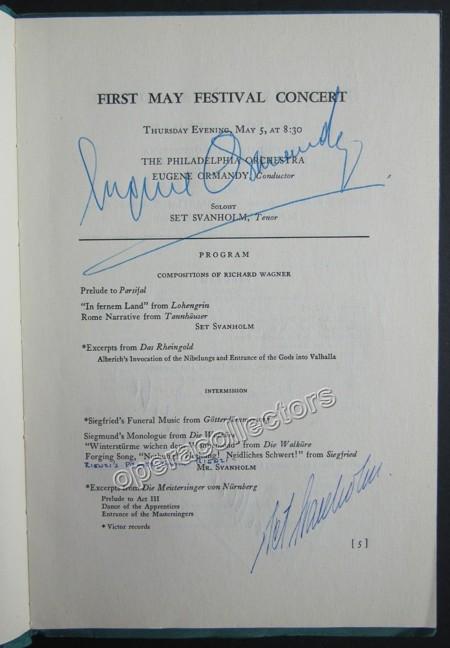 FIRST MAY FESTIVAL CONCERT
THURSDAY EVENING, MAY 5, AT 8:30
THE PHILADELPHIA ORCHESTRA
EUGENE ORMANDY, Conductor
Eugene Ormandy
SOLOIST
SET SVANHOLM, Tenor
PROGRAM
COMPOSITIONS OF RICHARD WAGNER
Prelude to Parsifal
"In fernem Land" from Lohengrin
Rome Narrative from Tannhäuser
SET SVANHOLM
*Excerpts from Das Rheingold
Alberich's Invocation of the Nibelungs and Entrance of the Gods into Valhalla
INTERMISSION
*Siegfried's Funeral Music from Götterdämmerung
Siegmund's Monologue from Die Walküre
"Winterstürme wichen dem Wonnemond" from Die Walküre
Forging Song, "Nothung! Nothung! Neidliches Schwert!" from Siegfried
RIENZI'S
MR. SVANHOLM
*Excerpts from Die Meistersinger von Nürnberg
Prelude to Act III
Dance of the Apprentices
Entrance of the Mastersingers
* Victor records
Set Svanholm
[ 5 ]
operacollectors